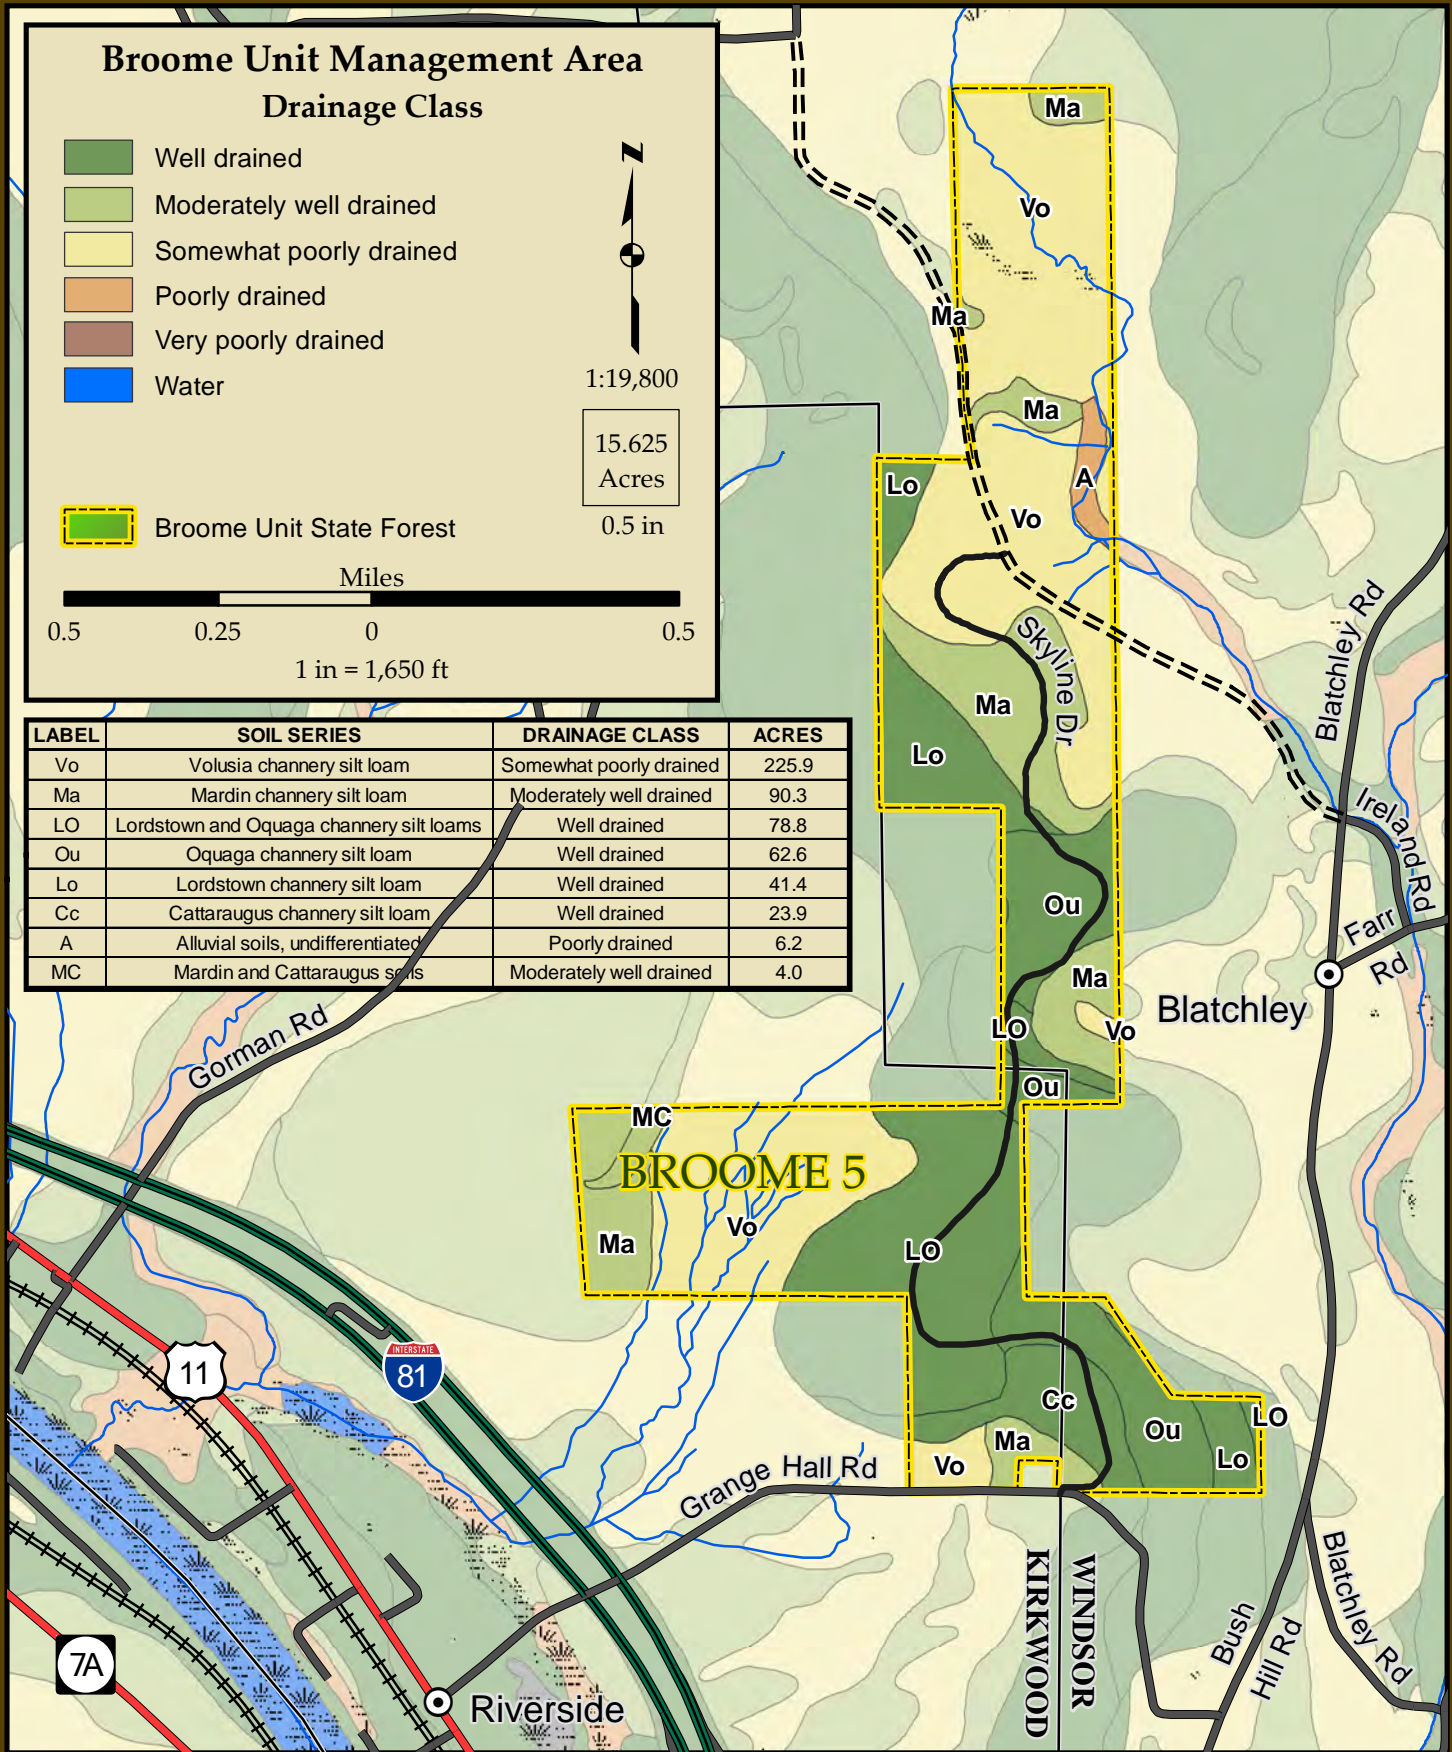 Broome Unit Management Area
Drainage Class
Well drained
Moderately well drained
Somewhat poorly drained
Poorly drained
Very poorly drained
Water
N
1:19,800
15.625
Acres
0.5 in
Broome Unit State Forest
Miles
0.5 0.25 0 0.5
1 in = 1,650 ft
LABEL SOIL SERIES DRAINAGE CLASS ACRES
Vo Volusia channery silt loam Somewhat poorly drained 225.9
Ma Mardin channery silt loam Moderately well drained 90.3
LO Lordstown and Oquaga channery silt loams Well drained 78.8
Ou Oquaga channery silt loam Well drained 62.6
Lo Lordstown channery silt loam Well drained 41.4
Cc Cattaraugus channery silt loam Well drained 23.9
A Alluvial soils, undifferentiated Poorly drained 6.2
MC Mardin and Cattaraugus soils Moderately well drained 4.0
Ma
Vo
Ma
Ma
A
Lo
Vo
Skyline Dr
Ma
Lo
Blatchley Rd
Ireland Rd
Ou
Farr
Rd
Ma
Blatchley
LO
Vo
Gorman Rd
Ou
MC
BROOME 5
Vo
Ma
LO
11
INTERSTATE
81
Cc
LO
Ou
Ma
Lo
Vo
Grange Hall Rd
KIRKWOOD
WINDSOR
Bush
Hill Rd
Blatchley Rd
7A
Riverside